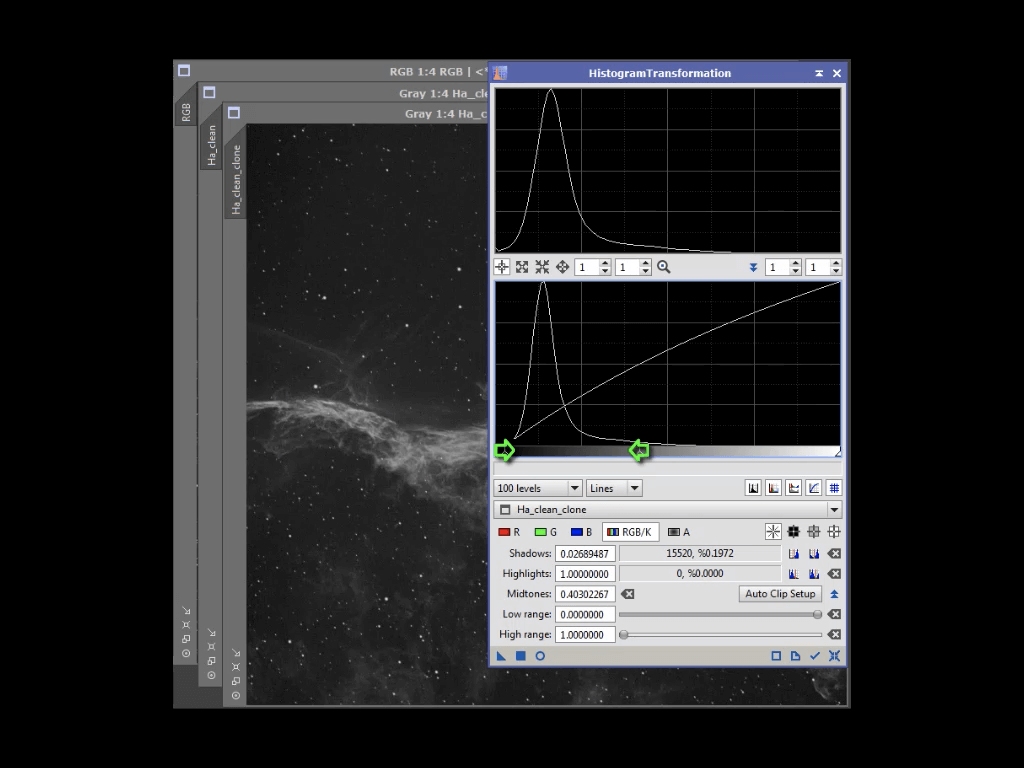 RGB 1:4 RGB | <*
HistogramTransformation
Gray 1:4 Ha_cle
Gray 1:4 Ha_c
RGB
Ha_clean
Ha_clean_clone
1 1 1 1
100 levels Lines
Ha_clean_clone
R G B RGB/K A
Shadows: 0.02689487 15520, %0.1972
Highlights: 1.00000000 0, %0.0000
Midtones: 0.40302267 Auto Clip Setup
Low range: 0.0000000
High range: 1.0000000